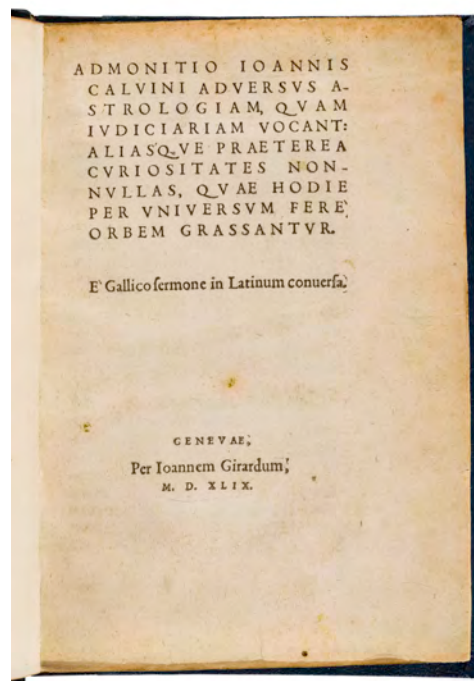 ADMONITIO IOANNIS
CALVINI ADVERSVS A-
STROLOGIAM, QVAM
IVDICIARIAM VOCANT:
ALIASQVE PRAETEREA
CVRIOSITATES NON-
NVLLAS, QVAE HODIE
PER VNIVERSVM FERE`
ORBEM GRASSANTVR.
E` Gallico ſermone in Latinum conuerſa.
GENEVAE,
Per Ioannem Girardum,
M. D. XLIX.